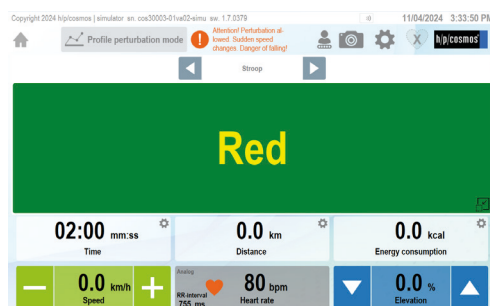 Copyright 2024 h/p/cosmos | simulator sn. cos30003-01va02-simu sw. 1.7.0379
11/04/2024 3:33:50 PM
Profile perturbation mode
Attention! Perturbation al-
lowed. Sudden speed
changes. Danger of falling!
h/p/cosmos
Stroop
Red
02:00 mm:ss
Time
0.0 km
Distance
0.0 kcal
Energy consumption
0.0 km/h
Speed
Analog
RR-interval
755 ms
80 bpm
Heart rate
0.0 %
Elevation